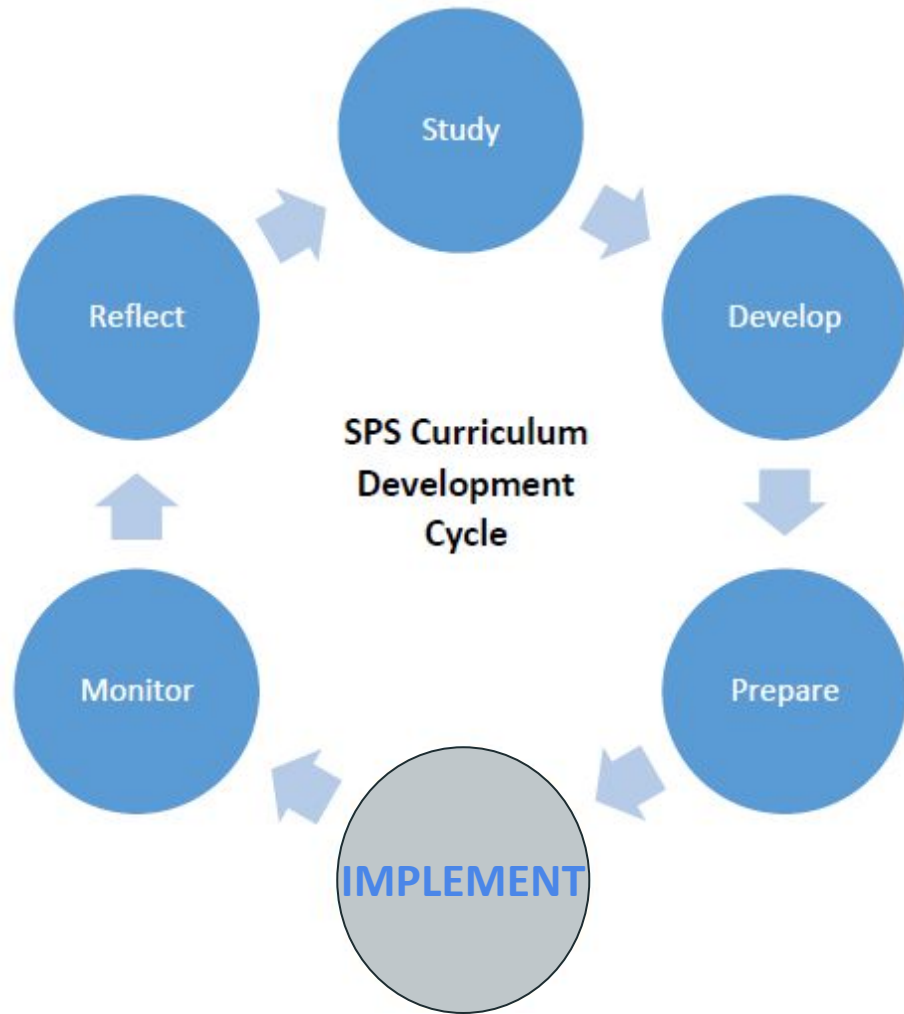 Study
Reflect
Develop
SPS Curriculum
Development
Cycle
Monitor
Prepare
IMPLEMENT